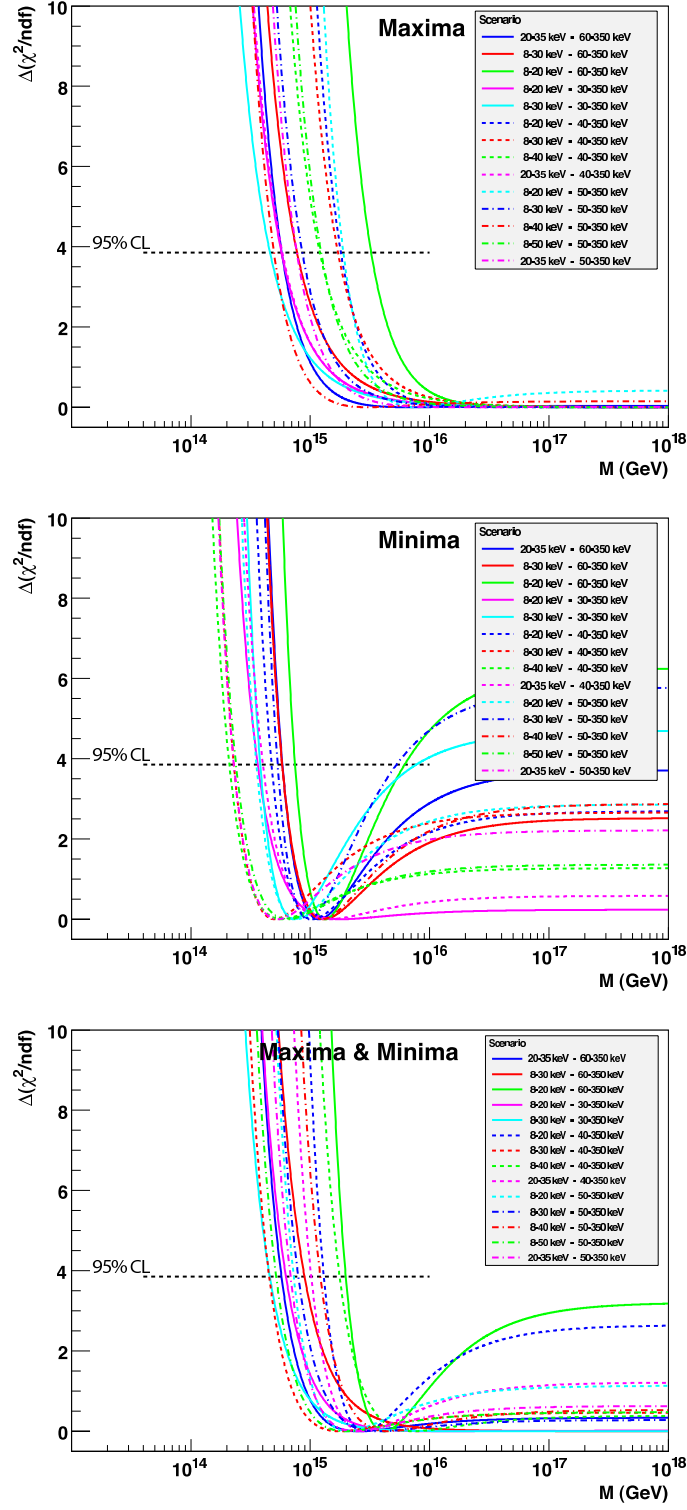 Δ(χ²/ndf)
10
8
6
4
2
0
Maxima
95% CL
Scenario
20-35 keV - 60-350 keV
8-30 keV - 60-350 keV
8-20 keV - 60-350 keV
8-20 keV - 30-350 keV
8-30 keV - 30-350 keV
8-20 keV - 40-350 keV
8-30 keV - 40-350 keV
8-40 keV - 40-350 keV
20-35 keV - 40-350 keV
8-20 keV - 50-350 keV
8-30 keV - 50-350 keV
8-40 keV - 50-350 keV
8-50 keV - 50-350 keV
20-35 keV - 50-350 keV
10¹⁴ 10¹⁵ 10¹⁶ 10¹⁷ 10¹⁸
M (GeV)
Δ(χ²/ndf)
10
8
6
4
2
0
Minima
95% CL
Scenario
20-35 keV - 60-350 keV
8-30 keV - 60-350 keV
8-20 keV - 60-350 keV
8-20 keV - 30-350 keV
8-30 keV - 30-350 keV
8-20 keV - 40-350 keV
8-30 keV - 40-350 keV
8-40 keV - 40-350 keV
20-35 keV - 40-350 keV
8-20 keV - 50-350 keV
8-30 keV - 50-350 keV
8-40 keV - 50-350 keV
8-50 keV - 50-350 keV
20-35 keV - 50-350 keV
10¹⁴ 10¹⁵ 10¹⁶ 10¹⁷ 10¹⁸
M (GeV)
Δ(χ²/ndf)
10
8
6
4
2
0
Maxima & Minima
95% CL
Scenario
20-35 keV - 60-350 keV
8-30 keV - 60-350 keV
8-20 keV - 60-350 keV
8-20 keV - 30-350 keV
8-30 keV - 30-350 keV
8-20 keV - 40-350 keV
8-30 keV - 40-350 keV
8-40 keV - 40-350 keV
20-35 keV - 40-350 keV
8-20 keV - 50-350 keV
8-30 keV - 50-350 keV
8-40 keV - 50-350 keV
8-50 keV - 50-350 keV
20-35 keV - 50-350 keV
10¹⁴ 10¹⁵ 10¹⁶ 10¹⁷ 10¹⁸
M (GeV)